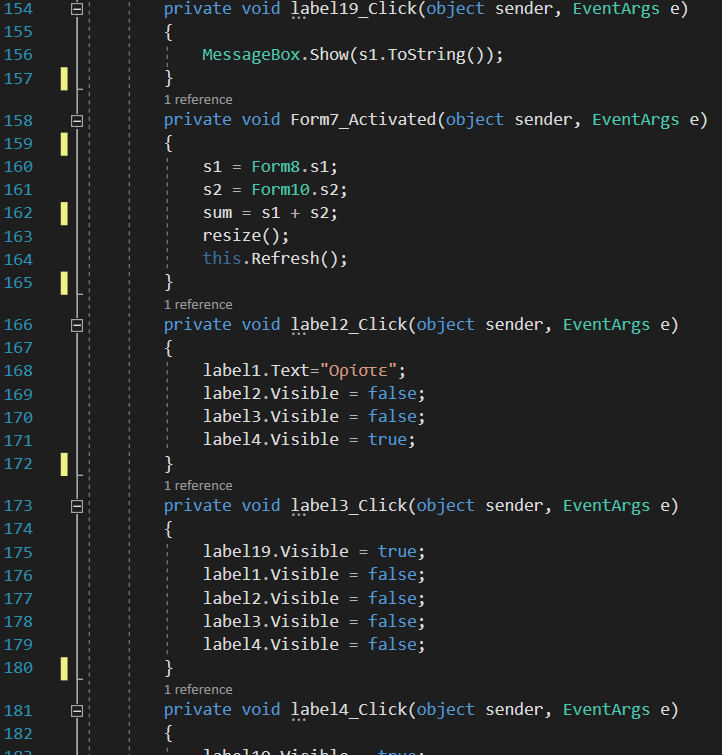 154 private void label19_Click(object sender, EventArgs e)
155 {
156 MessageBox.Show(s1.ToString());
157 }
1 reference
158 private void Form7_Activated(object sender, EventArgs e)
159 {
160 s1 = Form8.s1;
161 s2 = Form10.s2;
162 sum = s1 + s2;
163 resize();
164 this.Refresh();
165 }
1 reference
166 private void label2_Click(object sender, EventArgs e)
167 {
168 label1.Text="Ορίστε";
169 label2.Visible = false;
170 label3.Visible = false;
171 label4.Visible = true;
172 }
1 reference
173 private void label3_Click(object sender, EventArgs e)
174 {
175 label19.Visible = true;
176 label1.Visible = false;
177 label2.Visible = false;
178 label3.Visible = false;
179 label4.Visible = false;
180 }
1 reference
181 private void label4_Click(object sender, EventArgs e)
182 {